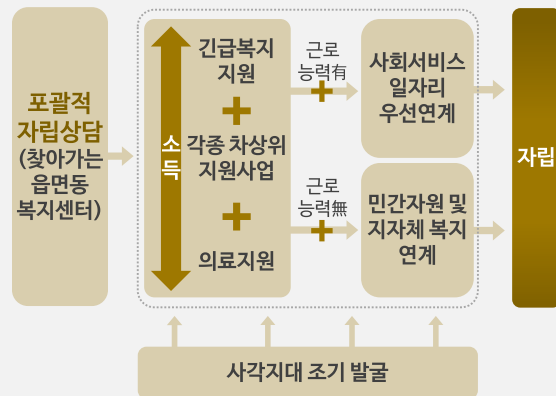 포괄적
자립상담
(찾아가는
읍면동
복지센터)
소
득
긴급복지
지원
각종 차상위
지원사업
의료지원
근로
능력有
근로
능력無
사회서비스
일자리
우선연계
민간자원 및
지자체 복지
연계
자립
사각지대 조기 발굴